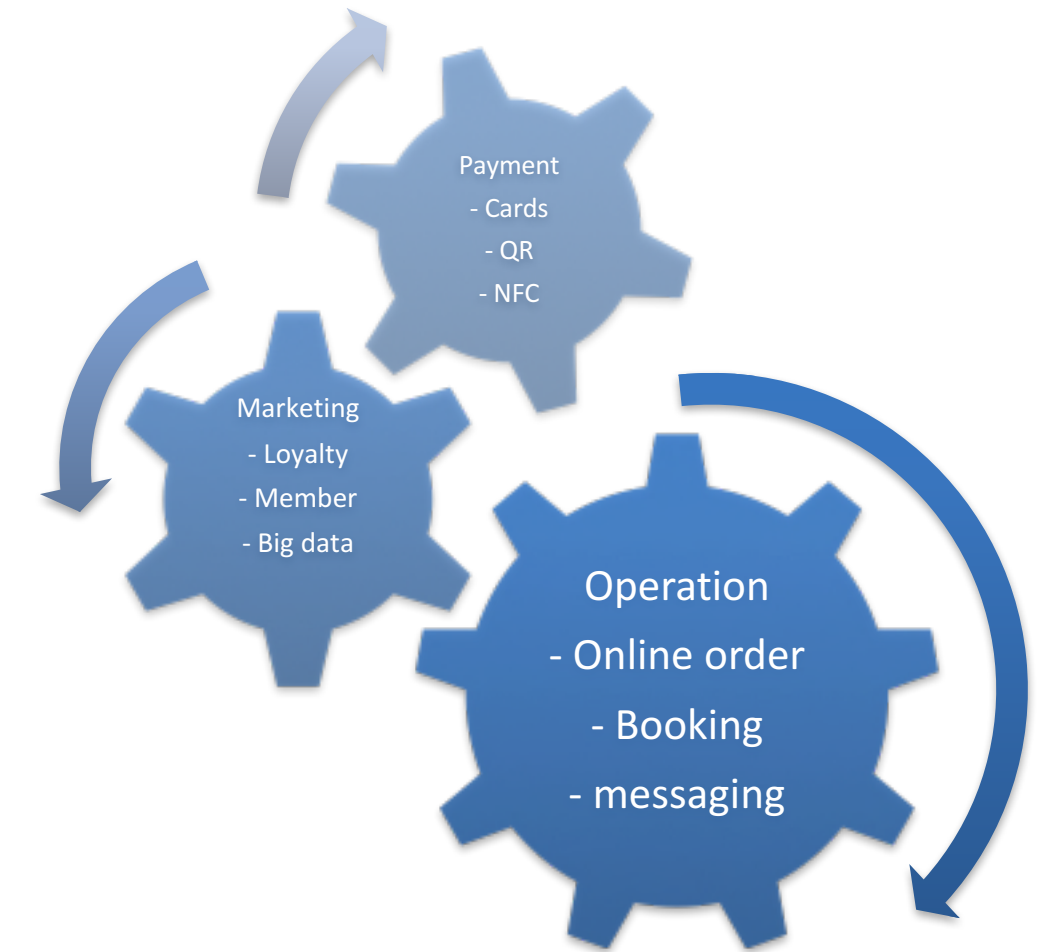 Payment
- Cards
- QR
- NFC
Marketing
- Loyalty
- Member
- Big data
Operation
- Online order
- Booking
- messaging